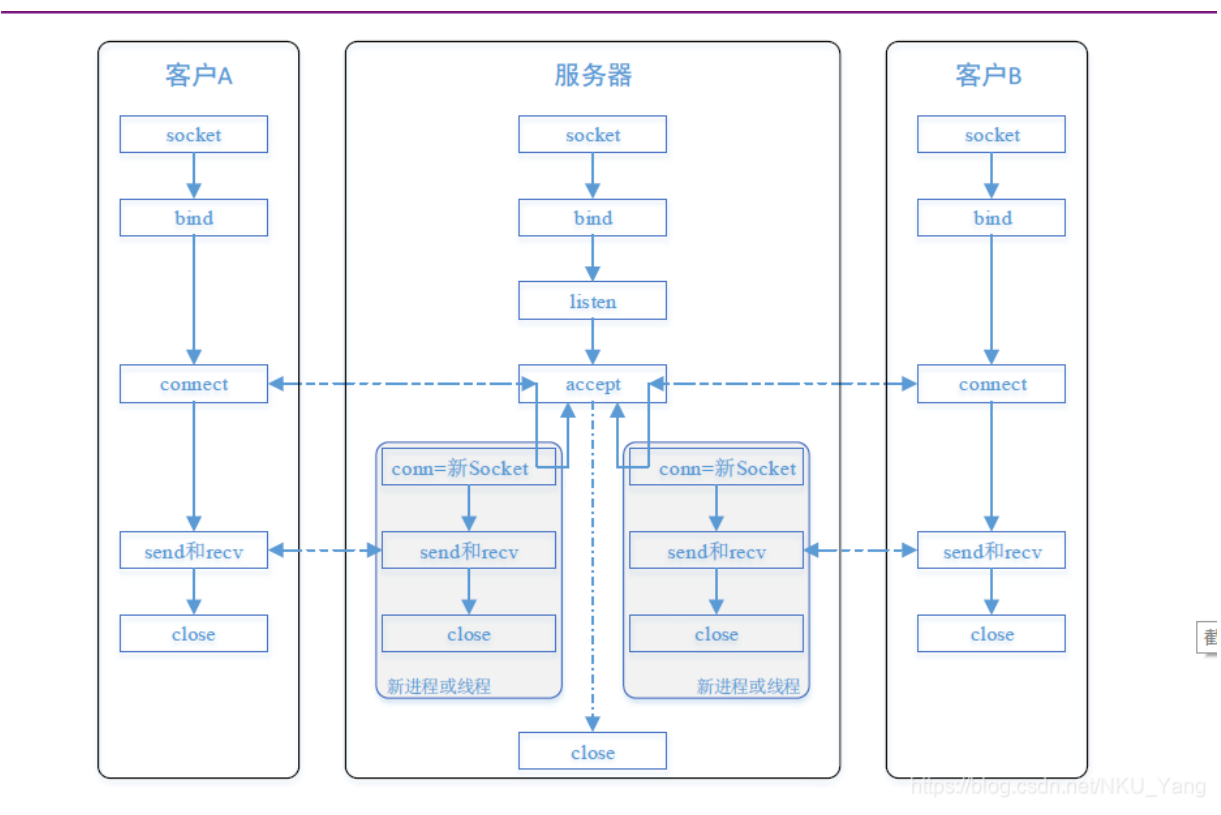 客户A
服务器
客户B
socket
socket
socket
bind
bind
bind
listen
connect
accept
connect
conn=新Socket
conn=新Socket
send和recv
send和recv
send和recv
send和recv
close
close
close
close
新进程或线程
新进程或线程
close
https://blog.csdn.net/NKU_Yang